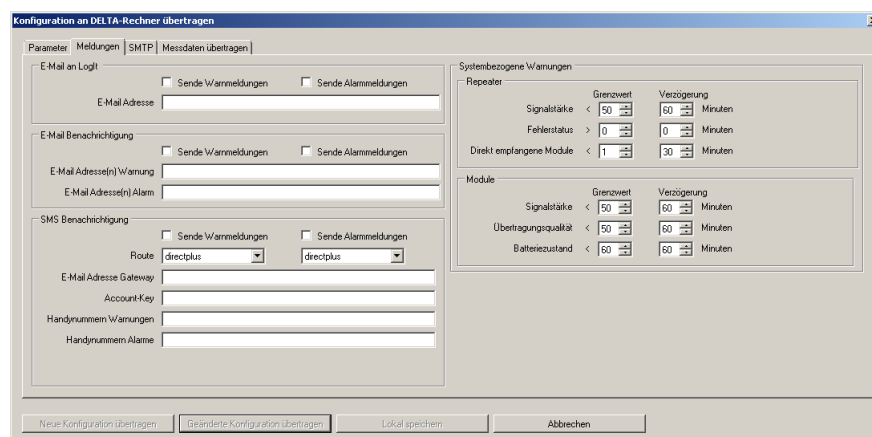 Konfiguration an DELTA-Rechner übertragen
Parameter Meldungen SMTP Messdaten übertragen
E-Mail an LogIt
Sende Warnmeldungen Sende Alarmmeldungen
E-Mail Adresse
E-Mail Benachrichtigung
Sende Warnmeldungen Sende Alarmmeldungen
E-Mail Adresse(n) Warnung
E-Mail Adresse(n) Alarm
SMS Benachrichtigung
Sende Warnmeldungen Sende Alarmmeldungen
Route directplus directplus
E-Mail Adresse Gateway
Account-Key
Handynummern Warnungen
Handynummern Alarme
Systembezogene Warnungen
Repeater
Grenzwert Verzögerung
Signalstärke < 50 60 Minuten
Fehlerstatus > 0 0 Minuten
Direkt empfangene Module < 1 30 Minuten
Module
Grenzwert Verzögerung
Signalstärke < 50 60 Minuten
Übertragungsqualität < 50 60 Minuten
Batteriezustand < 60 60 Minuten
Neue Konfiguration übertragen Geänderte Konfiguration übertragen Lokal speichern Abbrechen